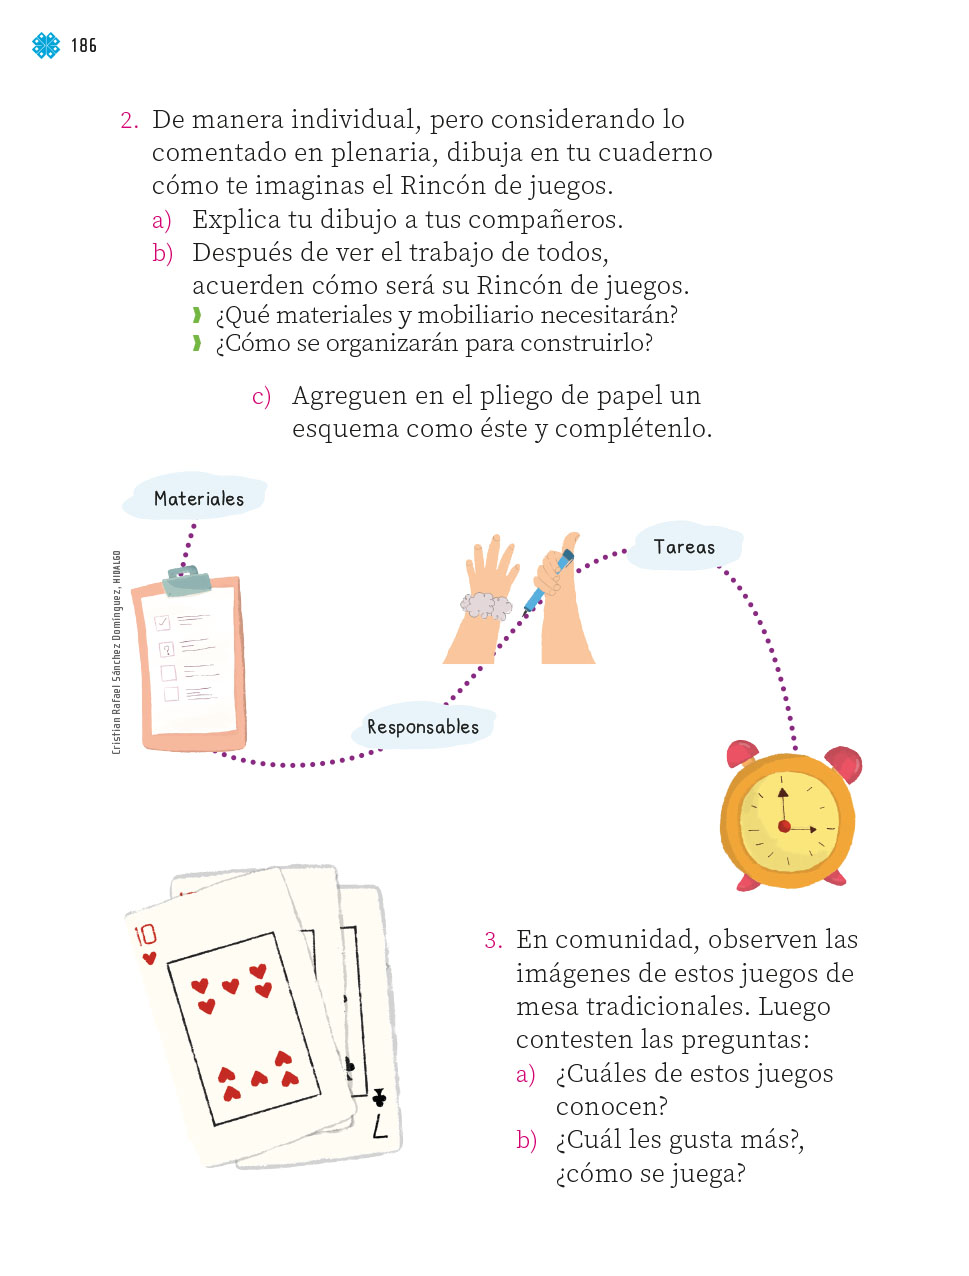 186
2. De manera individual, pero considerando lo
comentado en plenaria, dibuja en tu cuaderno
cómo te imaginas el Rincón de juegos.
a) Explica tu dibujo a tus compañeros.
b) Después de ver el trabajo de todos,
acuerden cómo será su Rincón de juegos.
¿Qué materiales y mobiliario necesitarán?
¿Cómo se organizarán para construirlo?
c) Agreguen en el pliego de papel un
esquema como éste y complétenlo.
Materiales
Tareas
Responsables
Cristian Rafael Sánchez Domínguez, HIDALGO
10
7
3. En comunidad, observen las
imágenes de estos juegos de
mesa tradicionales. Luego
contesten las preguntas:
a) ¿Cuáles de estos juegos
conocen?
b) ¿Cuál les gusta más?,
¿cómo se juega?